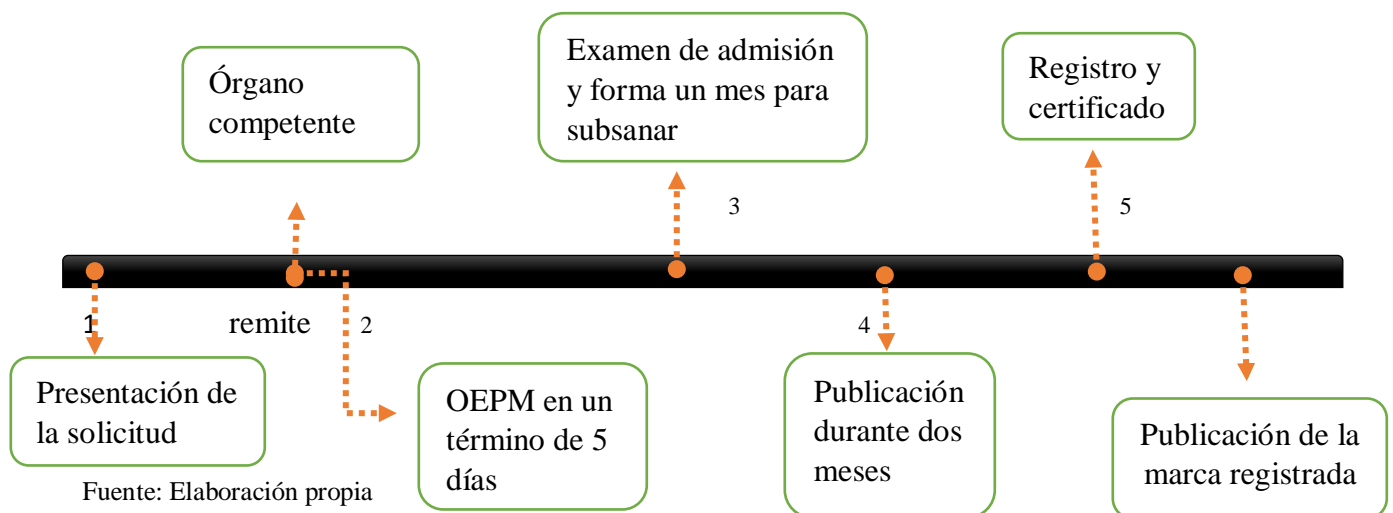 Órgano
competente
Examen de admisión
y forma un mes para
subsanar
Registro y
certificado
3
5
1
remite
2
4
Presentación de
la solicitud
OEPM en un
término de 5
días
Publicación
durante dos
meses
Publicación de la
marca registrada
Fuente: Elaboración propia